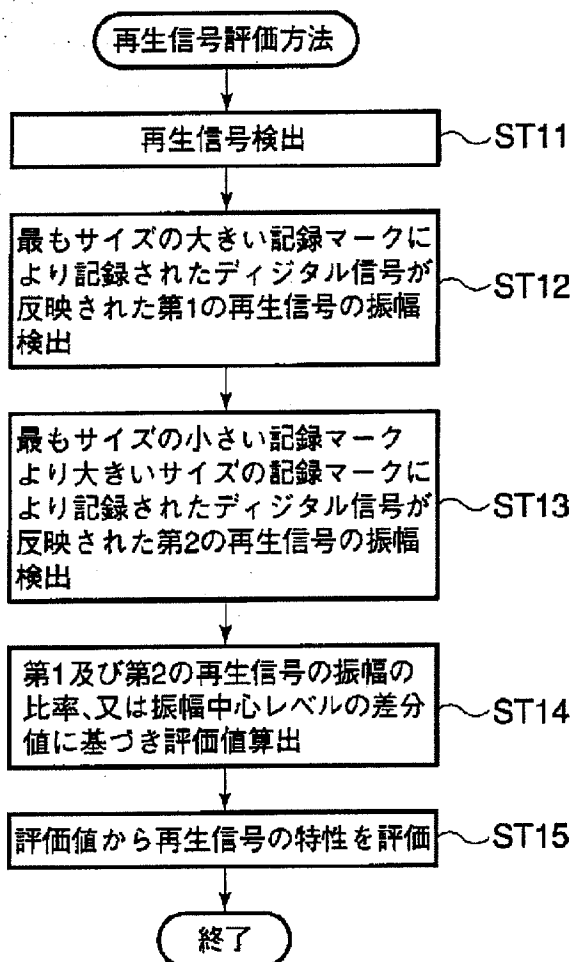 再生信号評価方法
再生信号検出
ST11
最もサイズの大きい記録マークに
より記録されたディジタル信号が
反映された第1の再生信号の振幅
検出
ST12
最もサイズの小さい記録マーク
より大きいサイズの記録マークに
より記録されたディジタル信号が
反映された第2の再生信号の振幅
検出
ST13
第1及び第2の再生信号の振幅の
比率、又は振幅中心レベルの差分
値に基づき評価値算出
ST14
評価値から再生信号の特性を評価
ST15
終了